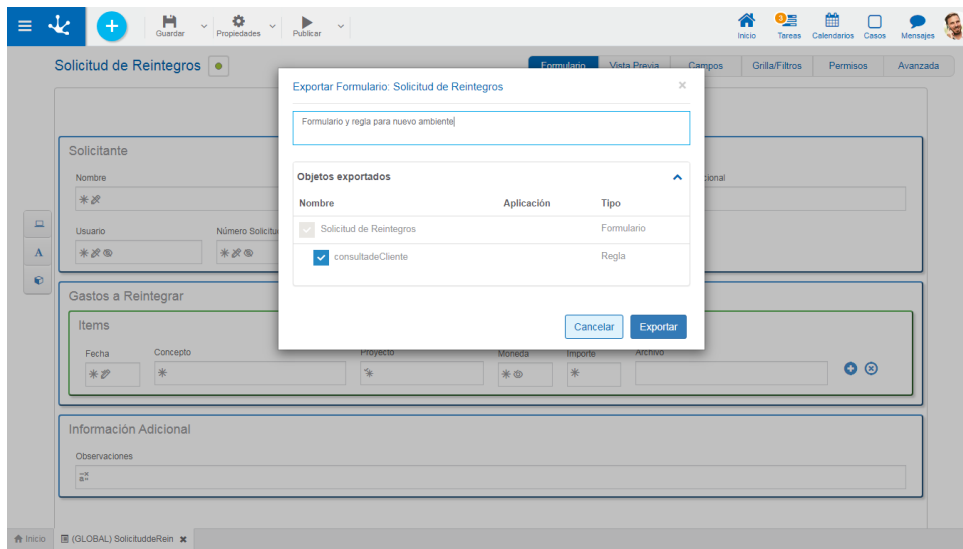 Guardar
Propiedades
Publicar
Inicio
3
Tareas
Calendarios
Casos
Mensajes
Solicitud de Reintegros
Formulario
Vista Previa
Campos
Grilla/Filtros
Permisos
Avanzada
Exportar Formulario: Solicitud de Reintegros
Formulario y regla para nuevo ambiente
Objetos exportados
Nombre Aplicación Tipo
Solicitud de Reintegros Formulario
consultadeCliente Regla
Cancelar
Exportar
Solicitante
Nombre
cional
Usuario
Número Solicitu
A
Gastos a Reintegrar
Items
Fecha Concepto Proyecto Moneda Importe Archivo
Información Adicional
Observaciones
Inicio
(GLOBAL) SolicituddeRein